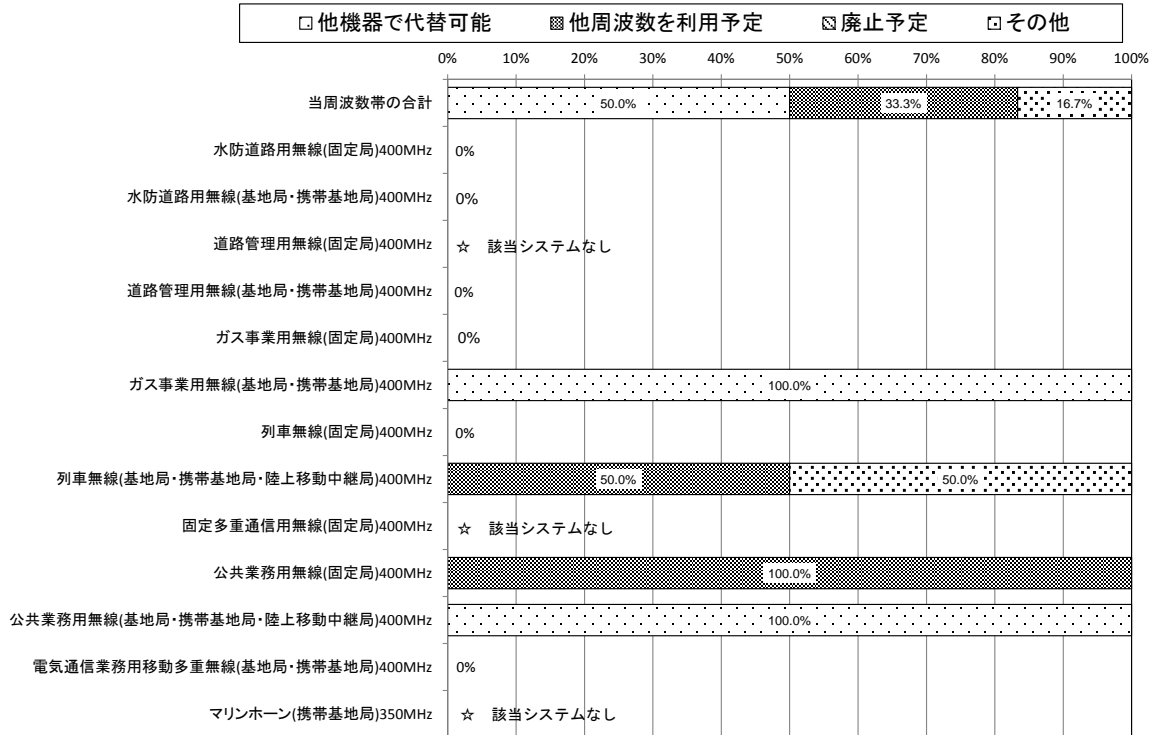 他機器で代替可能 他周波数を利用予定 廃止予定 その他
0% 10% 20% 30% 40% 50% 60% 70% 80% 90% 100%
当周波数帯の合計 50.0% 33.3% 16.7%
水防道路用無線(固定局)400MHz 0%
水防道路用無線(基地局・携帯基地局)400MHz 0%
道路管理用無線(固定局)400MHz ☆ 該当システムなし
道路管理用無線(基地局・携帯基地局)400MHz 0%
ガス事業用無線(固定局)400MHz 0%
ガス事業用無線(基地局・携帯基地局)400MHz 100.0%
列車無線(固定局)400MHz 0%
列車無線(基地局・携帯基地局・陸上移動中継局)400MHz 50.0% 50.0%
固定多重通信用無線(固定局)400MHz ☆ 該当システムなし
公共業務用無線(固定局)400MHz 100.0%
公共業務用無線(基地局・携帯基地局・陸上移動中継局)400MHz 100.0%
電気通信業務用移動多重無線(基地局・携帯基地局)400MHz 0%
マリンホーン(携帯基地局)350MHz ☆ 該当システムなし